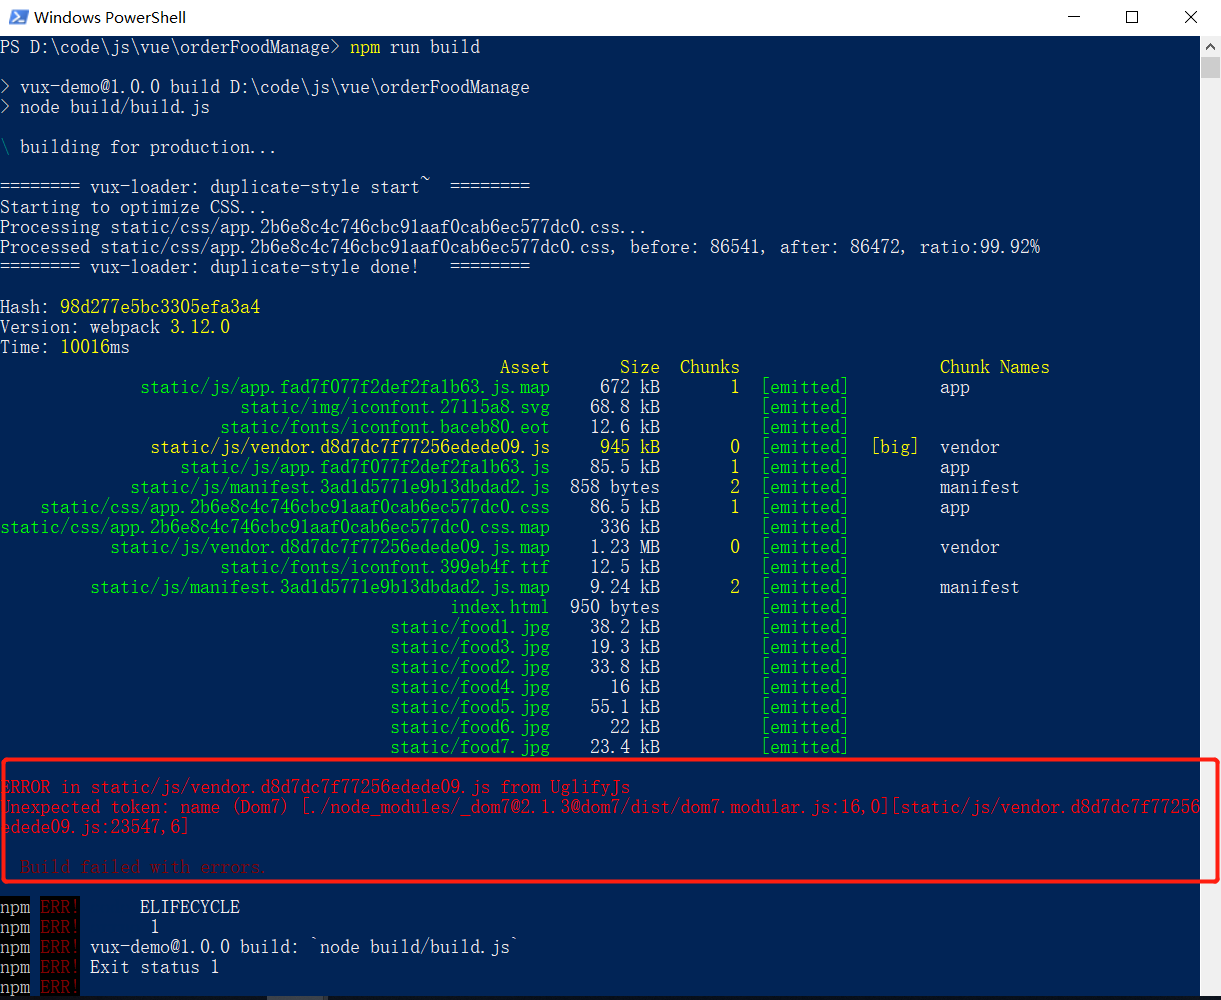 Windows PowerShell
PS D:\code\js\vue\orderFoodManage> npm run build
> vux-demo@1.0.0 build D:\code\js\vue\orderFoodManage
> node build/build.js
\ building for production...
======== vux-loader: duplicate-style start~  ========
Starting to optimize CSS...
Processing static/css/app.2b6e8c4c746cbc91aaf0cab6ec577dc0.css...
Processed static/css/app.2b6e8c4c746cbc91aaf0cab6ec577dc0.css, before: 86541, after: 86472, ratio:99.92%
======== vux-loader: duplicate-style done!   ========
Hash: 98d277e5bc3305efa3a4
Version: webpack 3.12.0
Time: 10016ms
Asset Size Chunks Chunk Names
static/js/app.fad7f077f2def2fa1b63.js.map 672 kB 1 [emitted] app
static/img/iconfont.27115a8.svg 68.8 kB [emitted]
static/fonts/iconfont.baceb80.eot 12.6 kB [emitted]
static/js/vendor.d8d7dc7f77256edede09.js 945 kB 0 [emitted] [big] vendor
static/js/app.fad7f077f2def2fa1b63.js 85.5 kB 1 [emitted] app
static/js/manifest.3ad1d5771e9b13dbdad2.js 858 bytes 2 [emitted] manifest
static/css/app.2b6e8c4c746cbc91aaf0cab6ec577dc0.css 86.5 kB 1 [emitted] app
static/css/app.2b6e8c4c746cbc91aaf0cab6ec577dc0.css.map 336 kB [emitted]
static/js/vendor.d8d7dc7f77256edede09.js.map 1.23 MB 0 [emitted] vendor
static/fonts/iconfont.399eb4f.ttf 12.5 kB [emitted]
static/js/manifest.3ad1d5771e9b13dbdad2.js.map 9.24 kB 2 [emitted] manifest
index.html 950 bytes [emitted]
static/food1.jpg 38.2 kB [emitted]
static/food3.jpg 19.3 kB [emitted]
static/food2.jpg 33.8 kB [emitted]
static/food4.jpg 16 kB [emitted]
static/food5.jpg 55.1 kB [emitted]
static/food6.jpg 22 kB [emitted]
static/food7.jpg 23.4 kB [emitted]
ERROR in static/js/vendor.d8d7dc7f77256edede09.js from UglifyJs
Unexpected token: name (Dom7) [./node_modules/_dom7@2.1.3@dom7/dist/dom7.modular.js:16,0][static/js/vendor.d8d7dc7f77256
edede09.js:23547,6]
Build failed with errors.
npm ERR! ELIFECYCLE
npm ERR! 1
npm ERR! vux-demo@1.0.0 build: `node build/build.js`
npm ERR! Exit status 1
npm ERR!